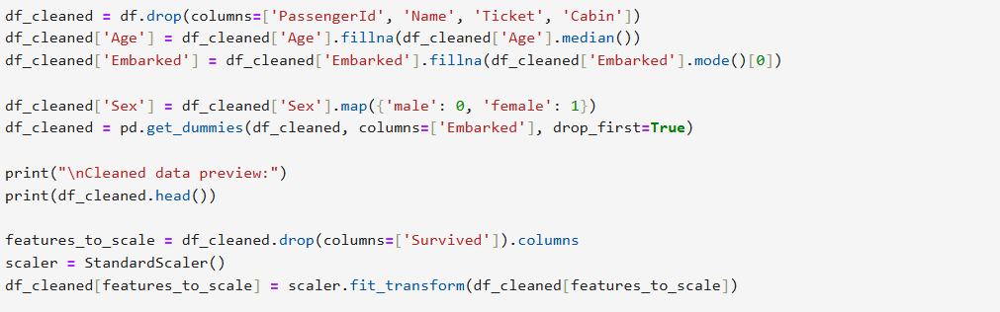 df_cleaned = df.drop(columns=['PassengerId', 'Name', 'Ticket', 'Cabin'])
df_cleaned['Age'] = df_cleaned['Age'].fillna(df_cleaned['Age'].median())
df_cleaned['Embarked'] = df_cleaned['Embarked'].fillna(df_cleaned['Embarked'].mode()[0])
df_cleaned['Sex'] = df_cleaned['Sex'].map({'male': 0, 'female': 1})
df_cleaned = pd.get_dummies(df_cleaned, columns=['Embarked'], drop_first=True)
print("\nCleaned data preview:")
print(df_cleaned.head())
features_to_scale = df_cleaned.drop(columns=['Survived']).columns
scaler = StandardScaler()
df_cleaned[features_to_scale] = scaler.fit_transform(df_cleaned[features_to_scale])